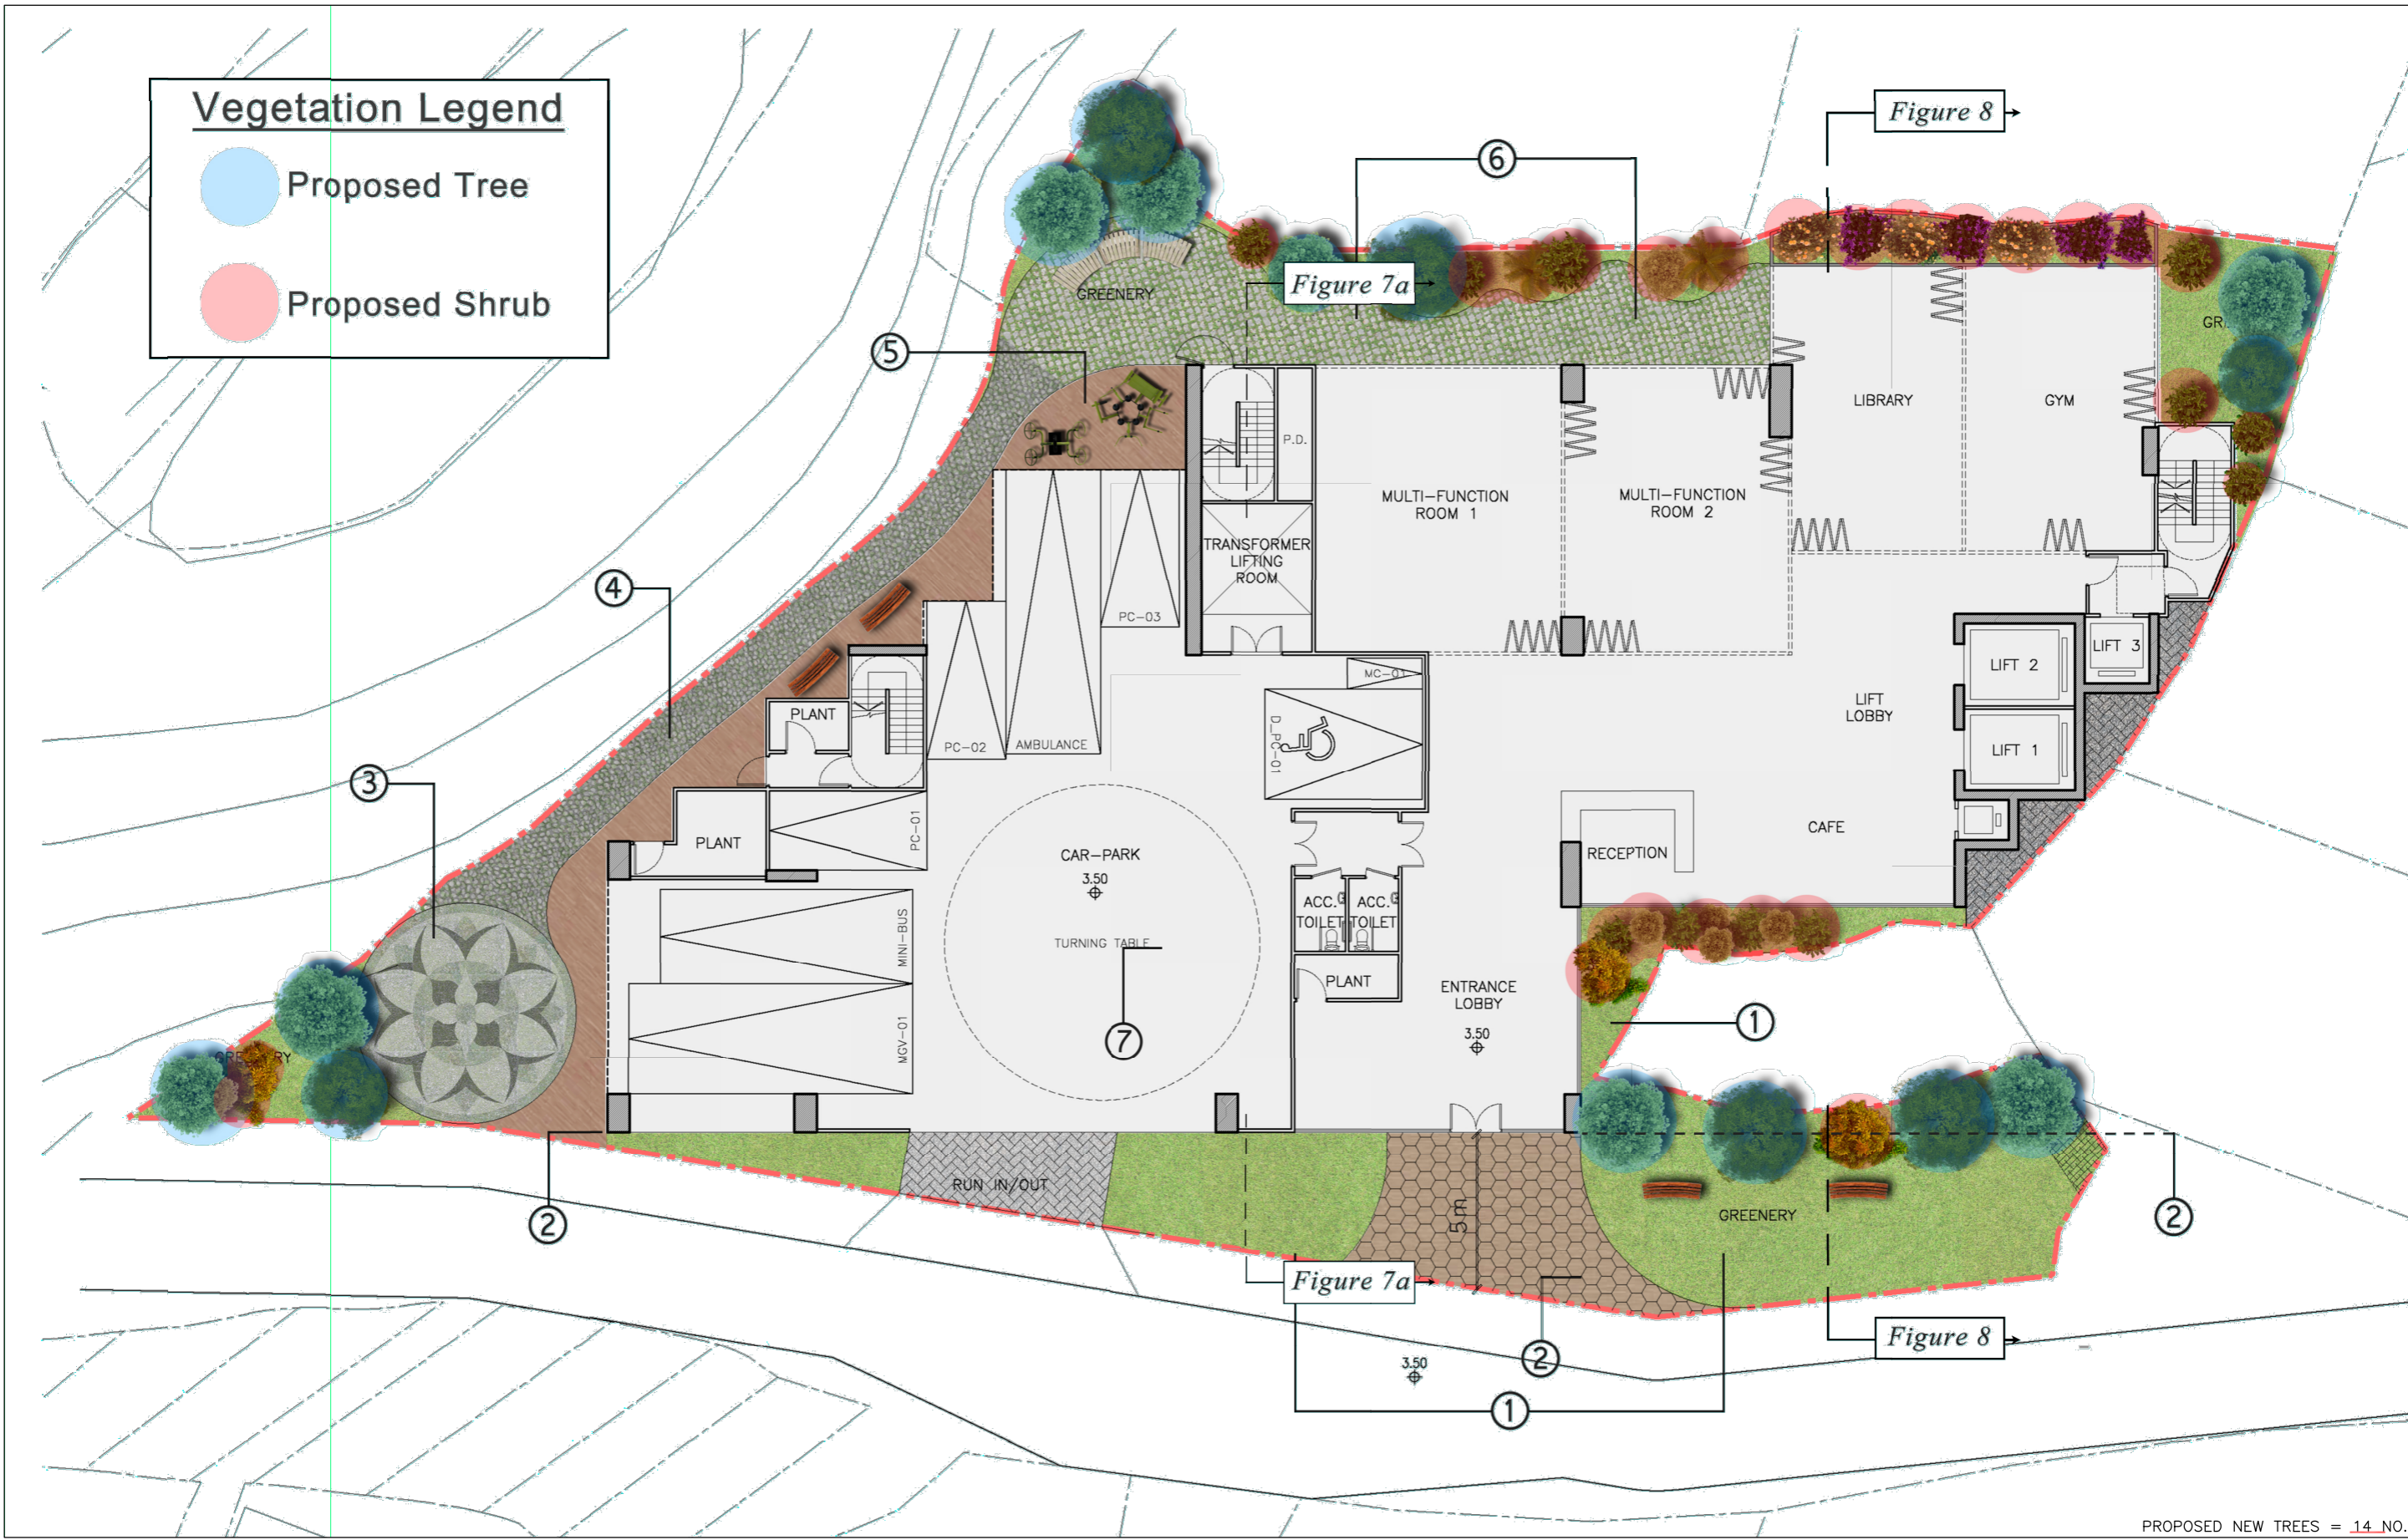 Vegetation Legend
Proposed Tree
Proposed Shrub
Figure 8
6
Figure 7a
GREENERY
5
GR
LIBRARY
GYM
P.D.
MULTI-FUNCTION
ROOM 1
MULTI-FUNCTION
ROOM 2
TRANSFORMER
LIFTING
ROOM
4
PC-03
LIFT 3
LIFT 2
MC-01
PLANT
LIFT
LOBBY
PC-02
AMBULANCE
D_PC-01
LIFT 1
3
PLANT
PC-01
CAR-PARK
3.50
CAFE
RECEPTION
ACC.
TOILET
ACC.
TOILET
MINI-BUS
TURNING TABLE
PLANT
ENTRANCE
LOBBY
3.50
1
7
MGV-01
GREENERY
RUN IN/OUT
5m
GREENERY
2
2
Figure 7a
2
Figure 8
3.50
1
PROPOSED NEW TREES = 14 NO.